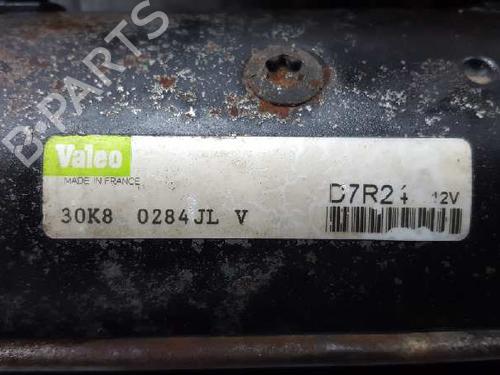 B-PARTS
Valeo
MADE IN FRANCE
30K8 0284JL V
D7R24 12V